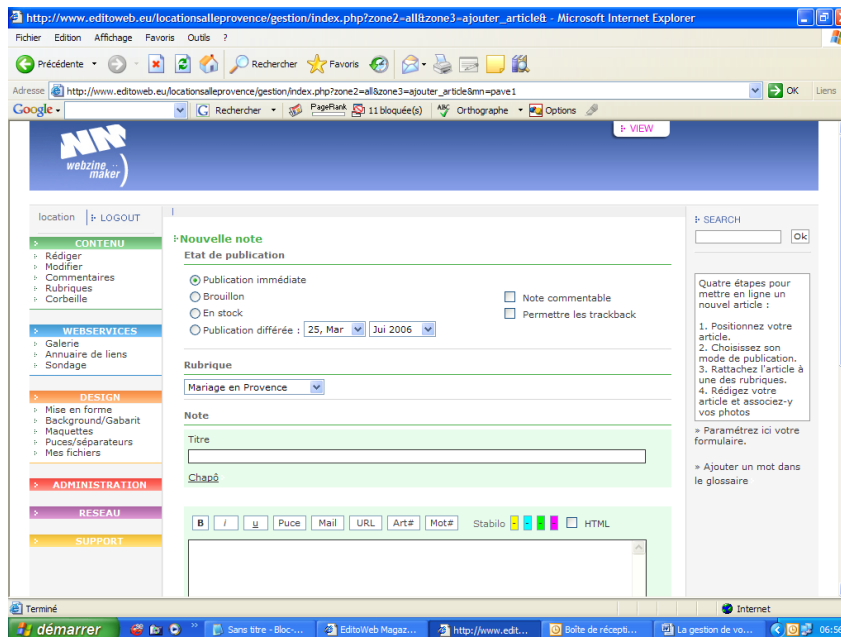 http://www.editoweb.eu/locationsalleprovence/gestion/index.php?zone2=all&zone3=ajouter_article& - Microsoft Internet Explorer
Fichier Edition Affichage Favoris Outils ?
Précédente Rechercher Favoris
Adresse http://www.editoweb.eu/locationsalleprovence/gestion/index.php?zone2=all&zone3=ajouter_article&mn=pave1 OK Liens
Google Rechercher PageRank 11 bloquée(s) ABC Orthographe Options
VIEW
NM
webzine
maker
location LOGOUT
CONTENU
Rédiger
Modifier
Commentaires
Rubriques
Corbeille
WEBSERVICES
Galerie
Annuaire de liens
Sondage
DESIGN
Mise en forme
Background/Gabarit
Maquettes
Puces/séparateurs
Mes fichiers
ADMINISTRATION
RESEAU
SUPPORT
Nouvelle note
Etat de publication
Publication immédiate
Brouillon
En stock
Publication différée : 25, Mar Jui 2006
Note commentable
Permettre les trackback
Rubrique
Mariage en Provence
Note
Titre
Chapô
B i u Puce Mail URL Art# Mot# Stabilo - - - - HTML
SEARCH
Ok
Quatre étapes pour
mettre en ligne un
nouvel article :
1. Positionnez votre
article.
2. Choisissez son
mode de publication.
3. Rattachez l'article à
une des rubriques.
4. Rédigez votre
article et associez-y
vos photos
» Paramétrez ici votre
formulaire.
» Ajouter un mot dans
le glossaire
Terminé Internet
démarrer » Sans titre - Bloc-... EditoWeb Magaz... http://www.edit... Boîte de récepti... La gestion de vo... 06:56